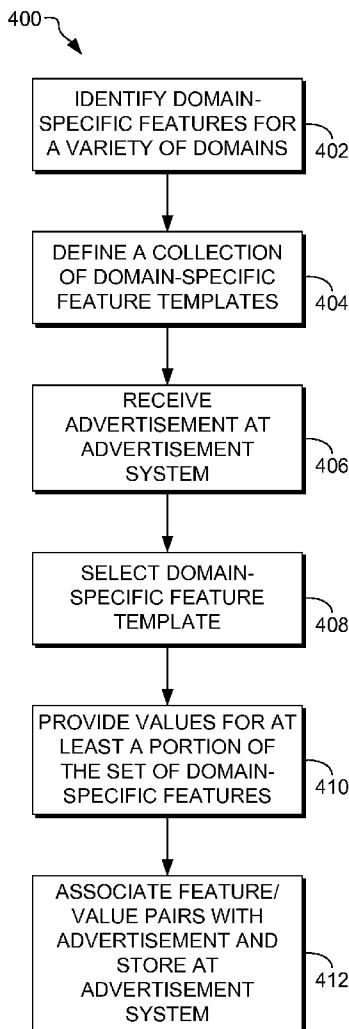 400
IDENTIFY DOMAIN-
SPECIFIC FEATURES FOR
A VARIETY OF DOMAINS
402
DEFINE A COLLECTION
OF DOMAIN-SPECIFIC
FEATURE TEMPLATES
404
RECEIVE
ADVERTISEMENT AT
ADVERTISEMENT
SYSTEM
406
SELECT DOMAIN-
SPECIFIC FEATURE
TEMPLATE
408
PROVIDE VALUES FOR AT
LEAST A PORTION OF
THE SET OF DOMAIN-
SPECIFIC FEATURES
410
ASSOCIATE FEATURE/
VALUE PAIRS WITH
ADVERTISEMENT AND
STORE AT
ADVERTISEMENT
SYSTEM
412